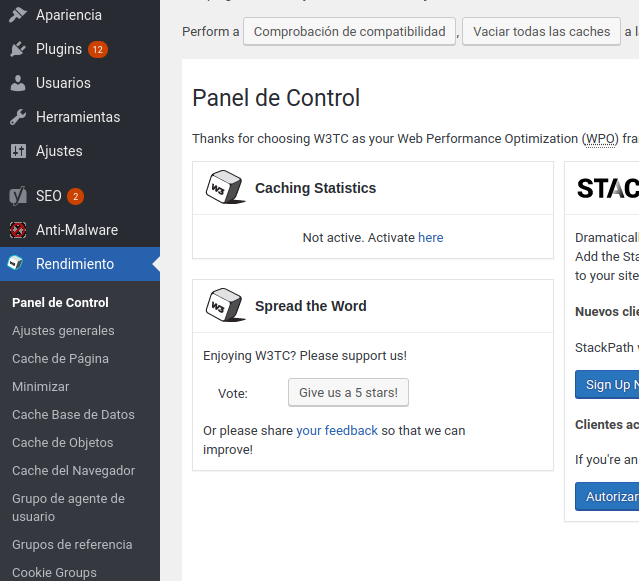 Apariencia
Plugins 12
Usuarios
Herramientas
Ajustes
SEO 2
Anti-Malware
Rendimiento
Panel de Control
Ajustes generales
Cache de Página
Minimizar
Cache Base de Datos
Cache de Objetos
Cache del Navegador
Grupo de agente de
usuario
Grupos de referencia
Cookie Groups
Perform a Comprobación de compatibilidad , Vaciar todas las caches a
Panel de Control
Thanks for choosing W3TC as your Web Performance Optimization (WPO)
W3 Caching Statistics
Not active. Activate here
W3 Spread the Word
Enjoying W3TC? Please support us!
Vote: Give us a 5 stars!
Or please share your feedback so that we can
improve!
STAC
Dramaticall
Add the Sta
to your site
Nuevos clie
StackPath
Sign Up
Clientes ac
If you're an
Autorizar